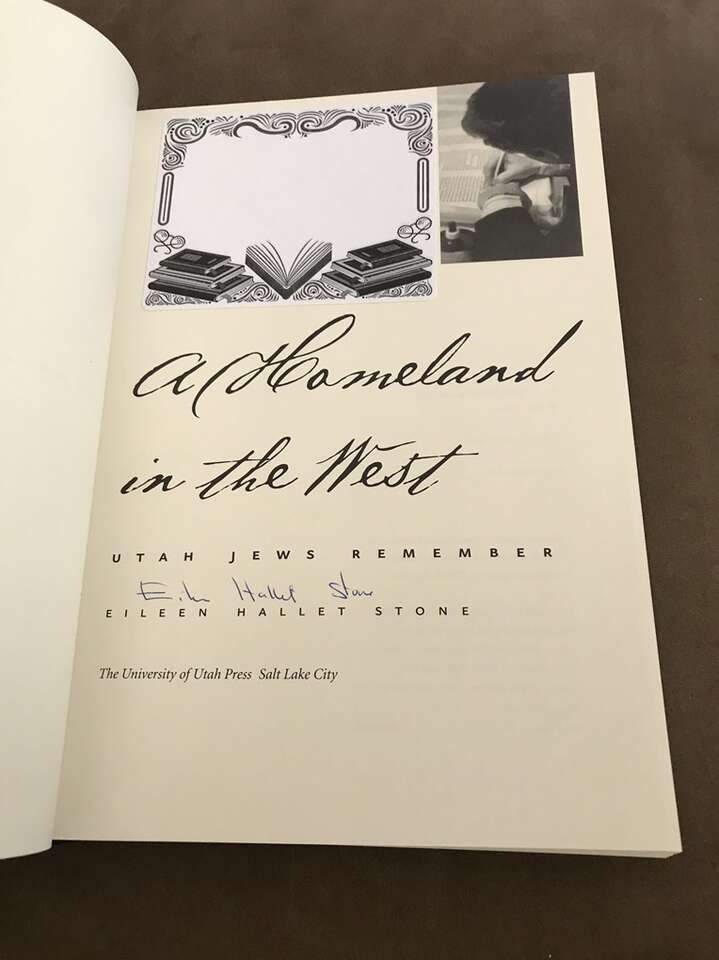 A Homeland
in the West
UTAH JEWS REMEMBER
Eileen Hallet Stone
EILEEN HALLET STONE
The University of Utah Press Salt Lake City